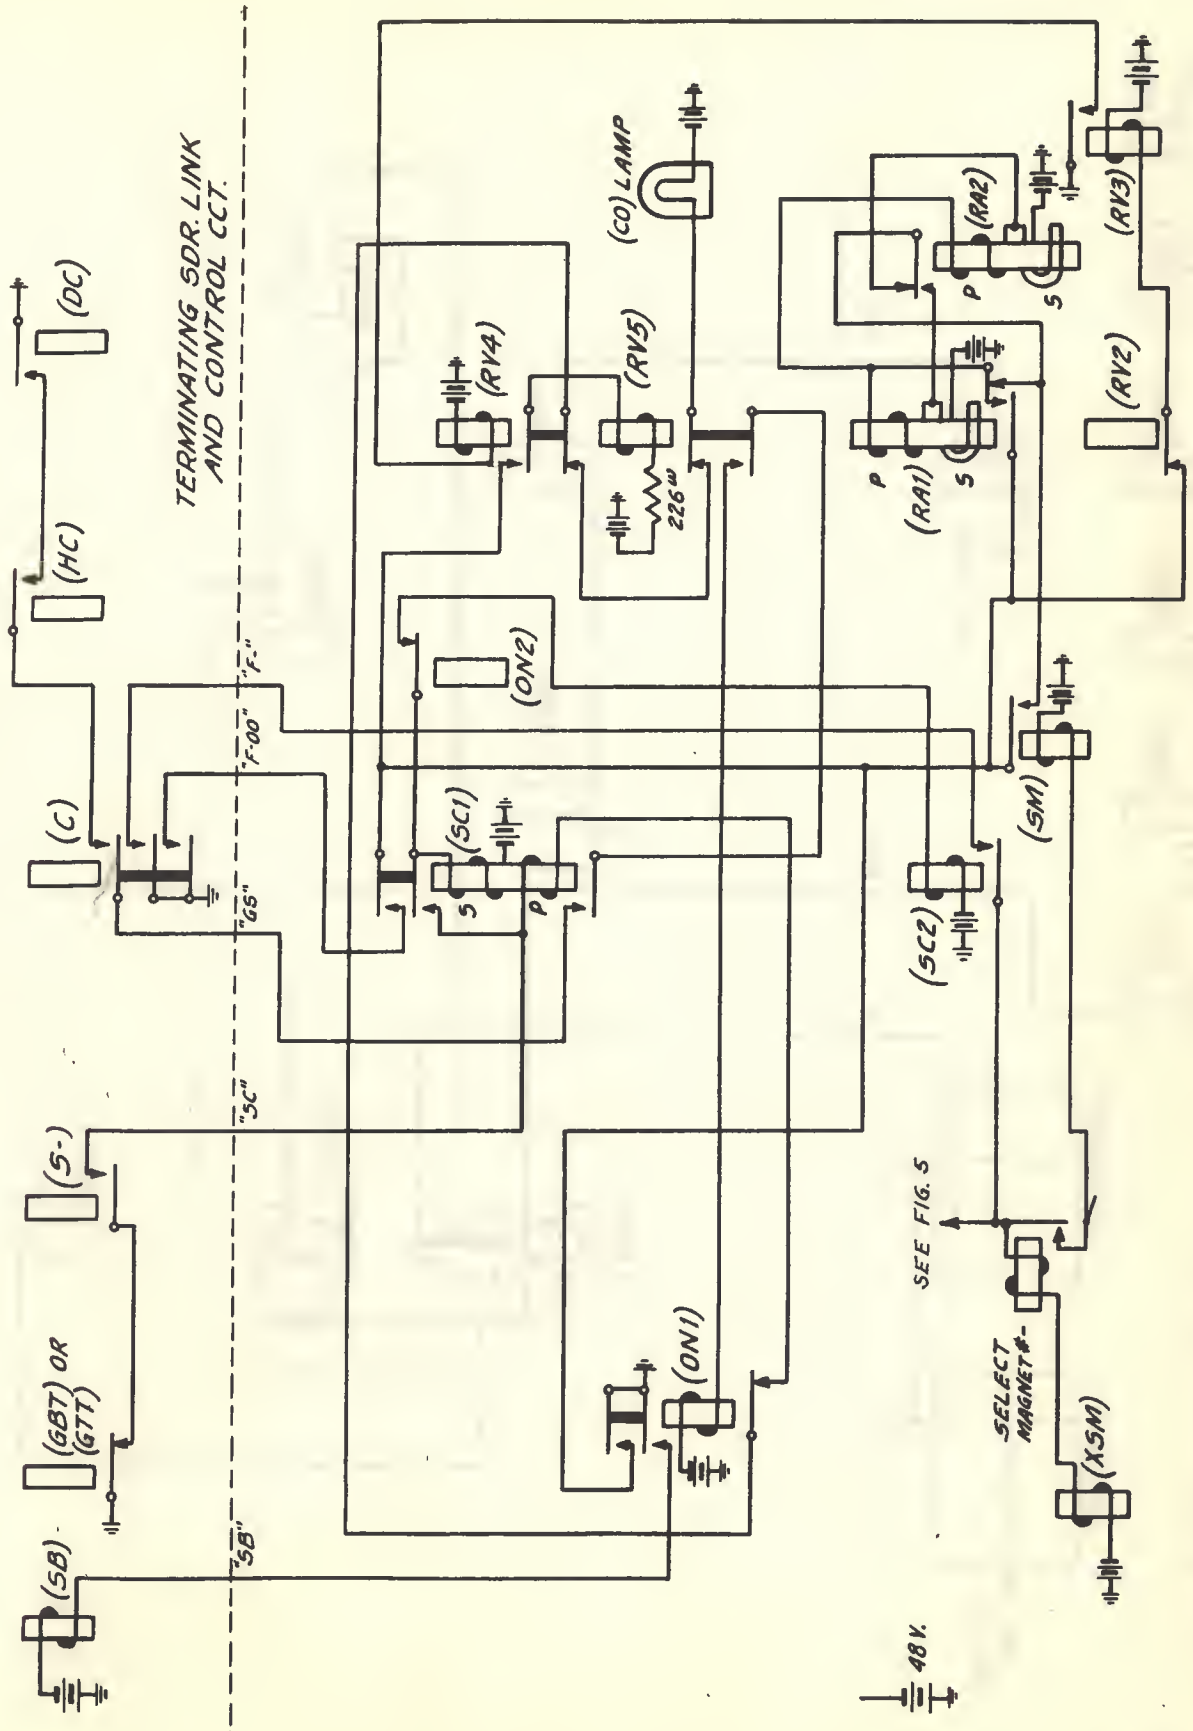 TERMINATING SDR. LINK
AND CONTROL CCT.
(SB)
(GBT) OR
(GTT)
(S-)
(C)
(HC)
(DC)
"SB"
"SC"
"GS"
"F-00"
"F-"
(SC1)
S
P
(ON2)
(RV4)
(RV5)
226ω
(CO) LAMP
(ON1)
SEE FIG. 5
SELECT
MAGNET #-
(XSM)
(SC2)
(SM)
(RA1)
P
S
(RA2)
P
S
(RV2)
(RV3)
48 V.